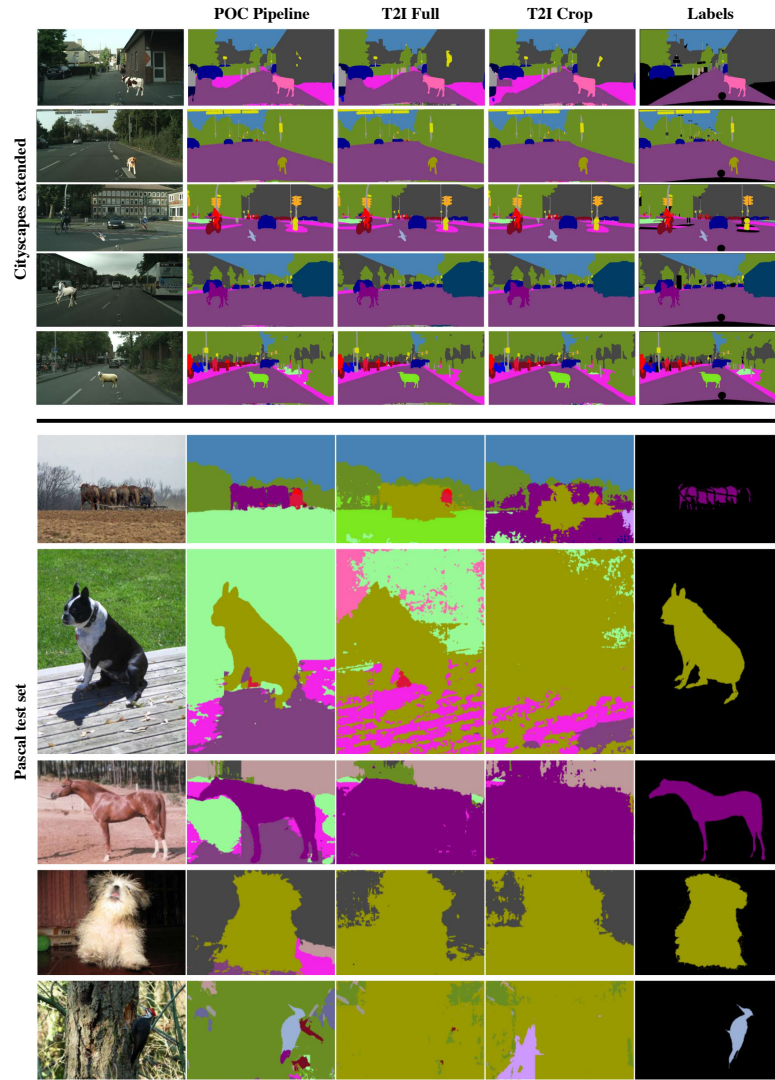 POC Pipeline T2I Full T2I Crop Labels
Cityscapes extended
Pascal test set